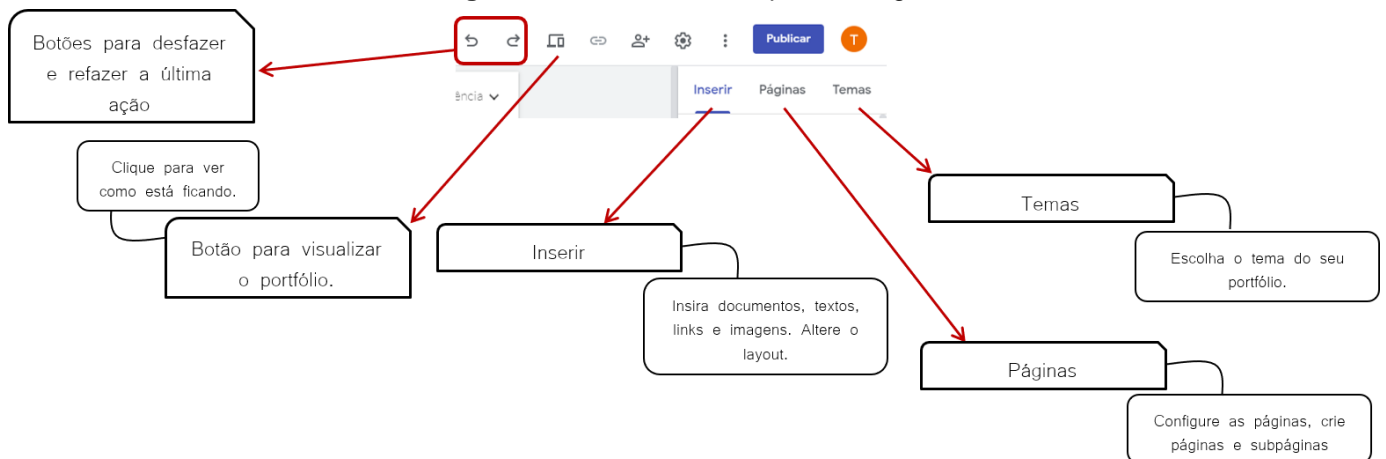 Botões para desfazer
e refazer a última
ação
Publicar
T
ência
Inserir
Páginas
Temas
Clique para ver
como está ficando.
Botão para visualizar
o portfólio.
Inserir
Insira documentos, textos,
links e imagens. Altere o
layout.
Temas
Escolha o tema do seu
portfólio.
Páginas
Configure as páginas, crie
páginas e subpáginas